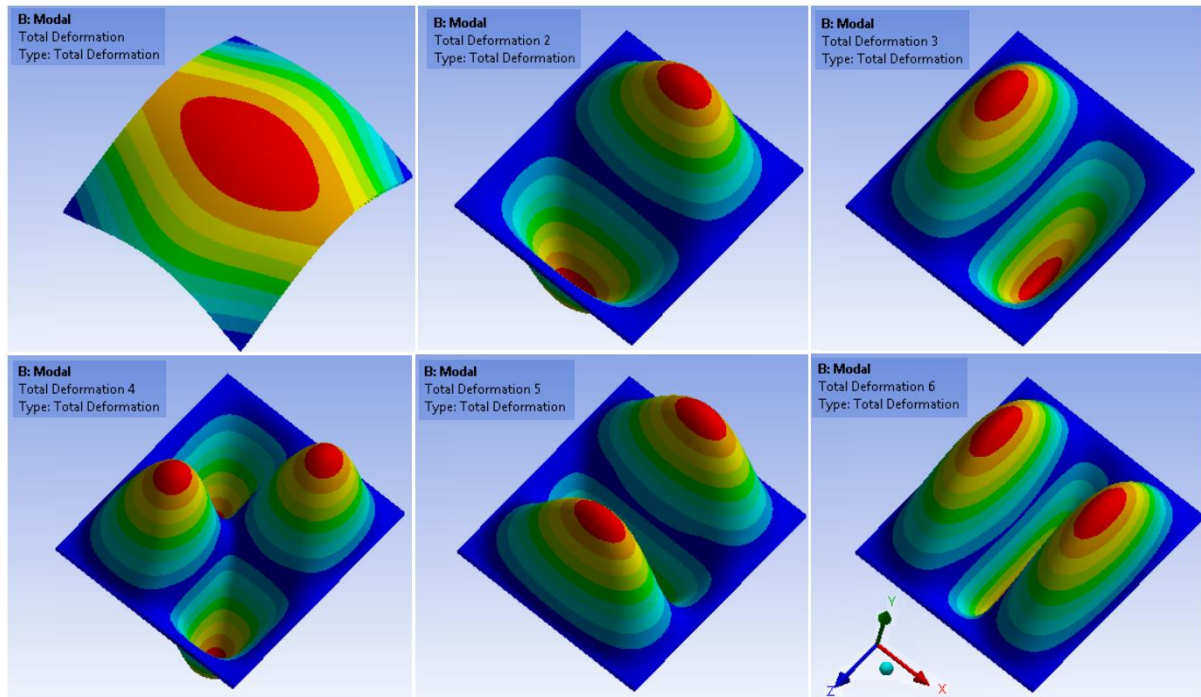 B: Modal
Total Deformation
Type: Total Deformation
B: Modal
Total Deformation 2
Type: Total Deformation
B: Modal
Total Deformation 3
Type: Total Deformation
B: Modal
Total Deformation 4
Type: Total Deformation
B: Modal
Total Deformation 5
Type: Total Deformation
B: Modal
Total Deformation 6
Type: Total Deformation
Y
Z
X